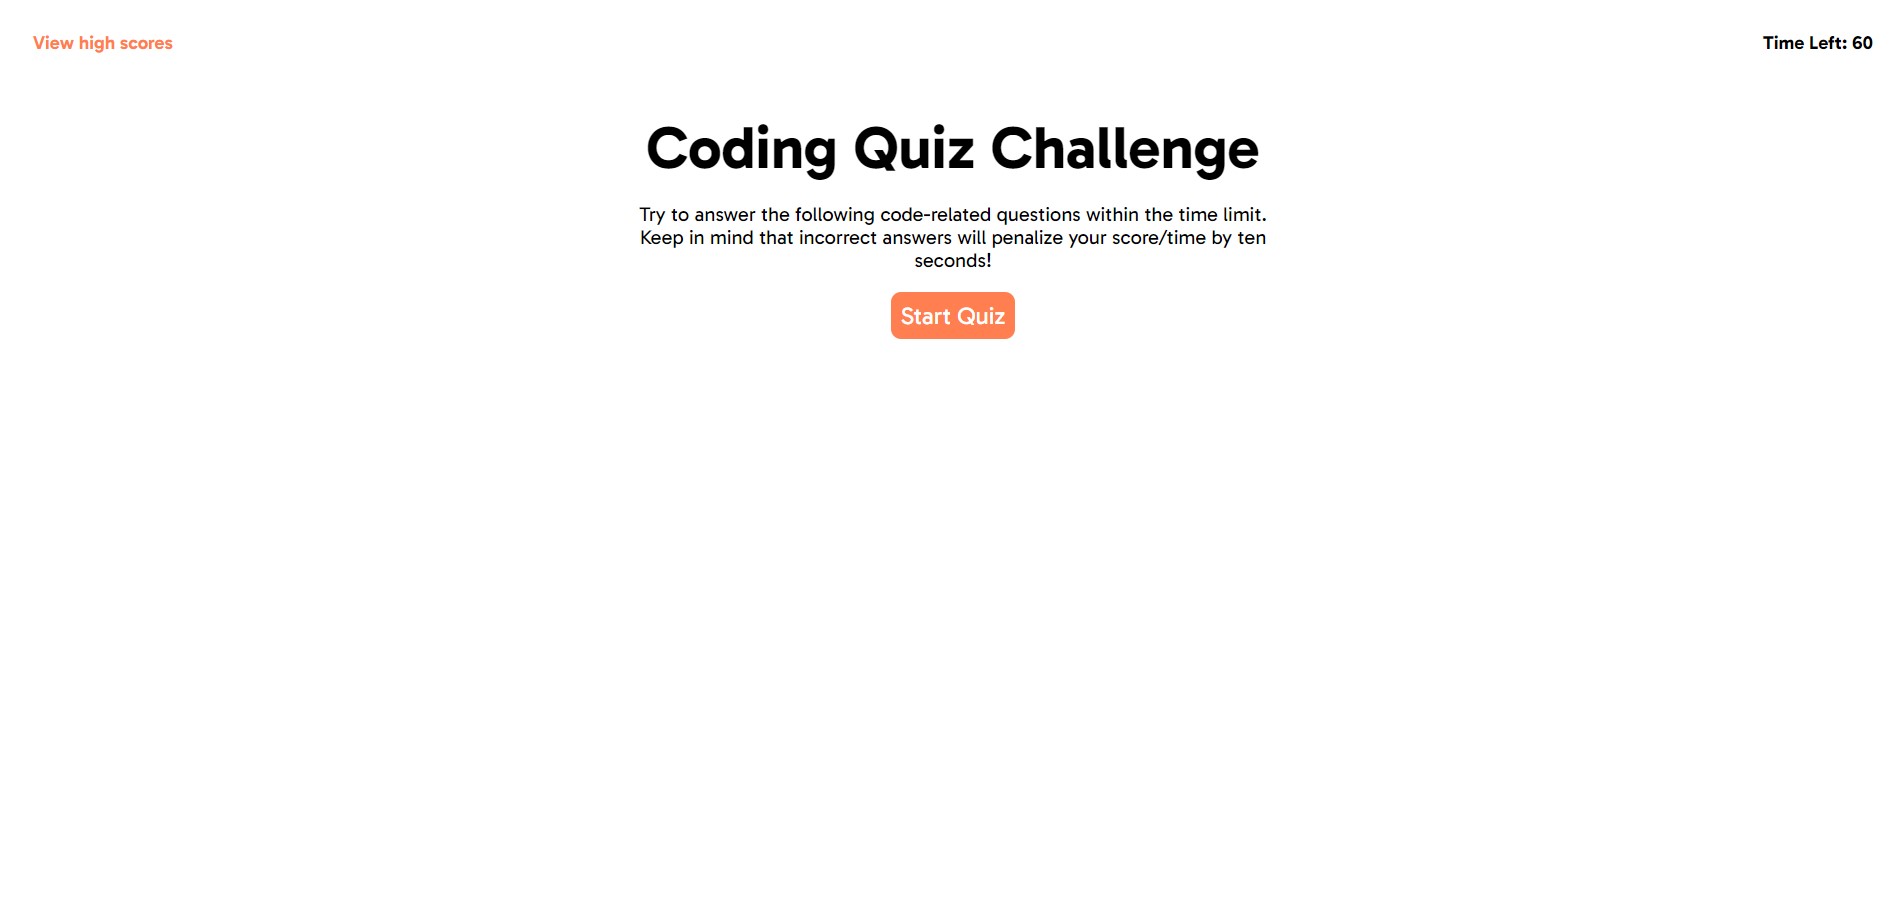 View high scores
Time Left: 60
Coding Quiz Challenge
Try to answer the following code-related questions within the time limit.
Keep in mind that incorrect answers will penalize your score/time by ten
seconds!
Start Quiz